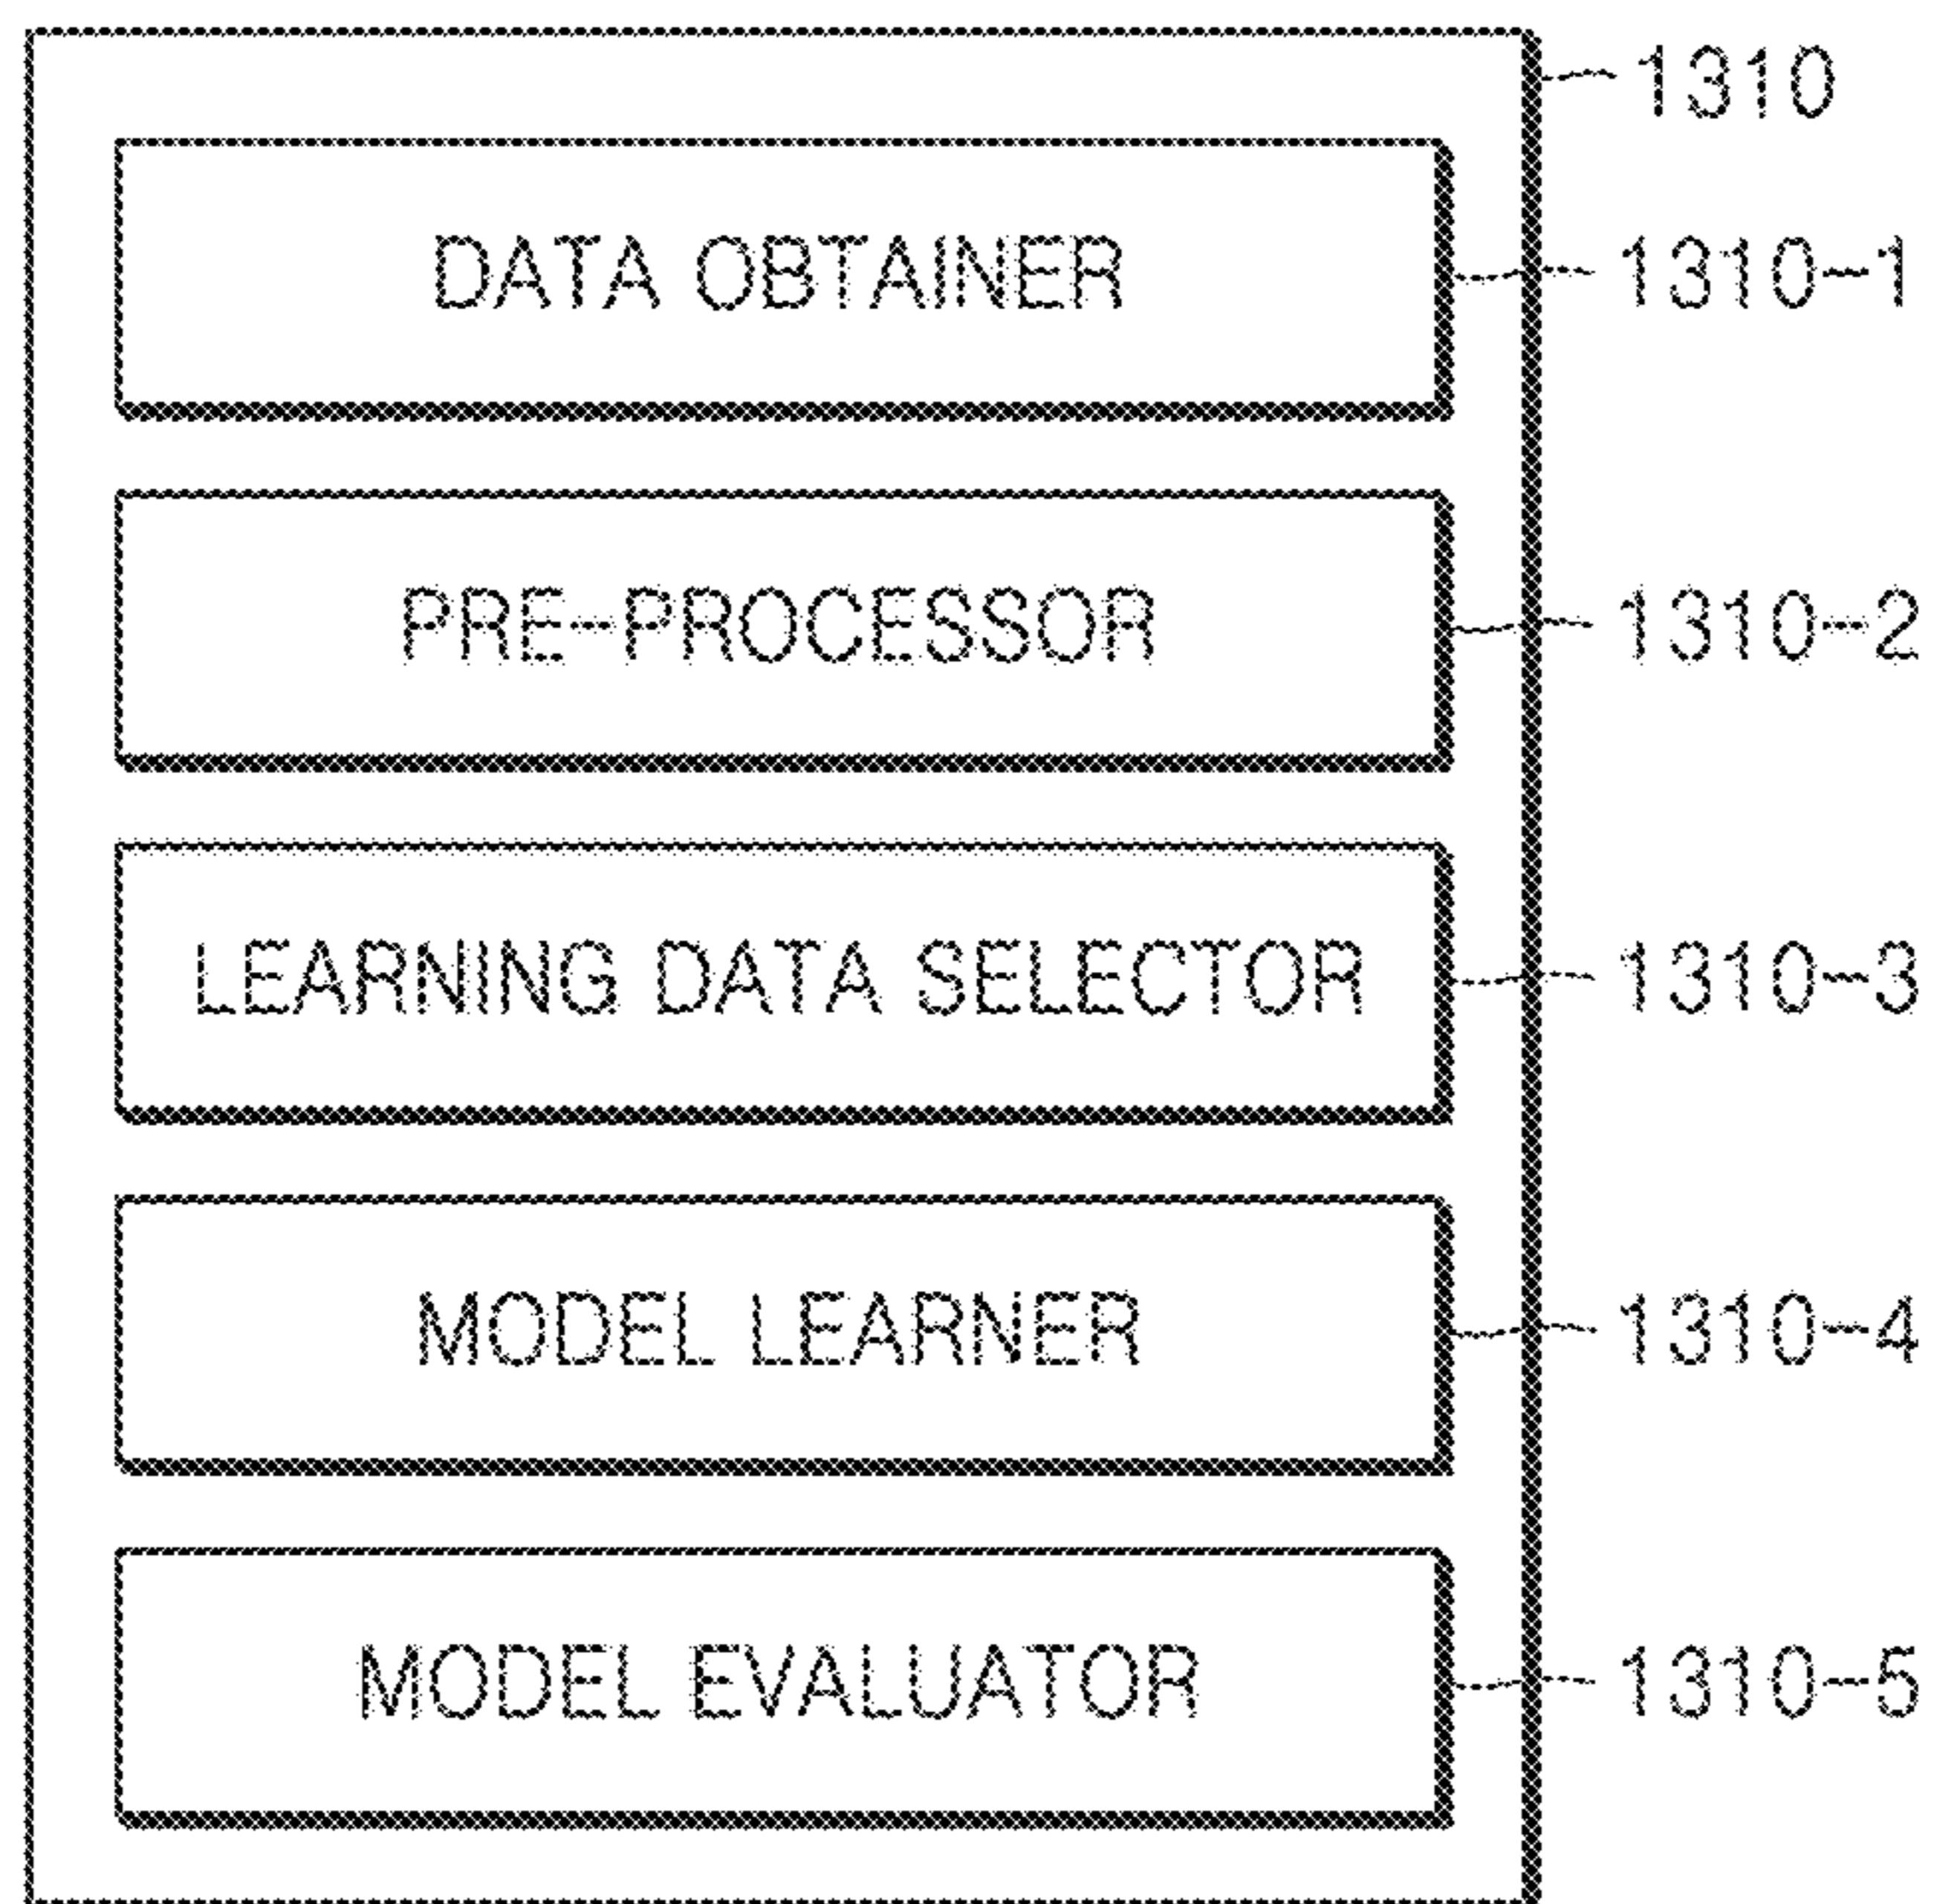 1310
DATA OBTAINER 1310-1
PRE-PROCESSOR 1310-2
LEARNING DATA SELECTOR 1310-3
MODEL LEARNER 1310-4
MODEL EVALUATOR 1310-5